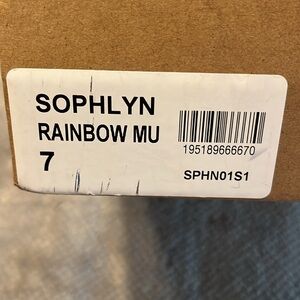 SOPHLYN
RAINBOW MU
7
195189666670
SPHN01S1